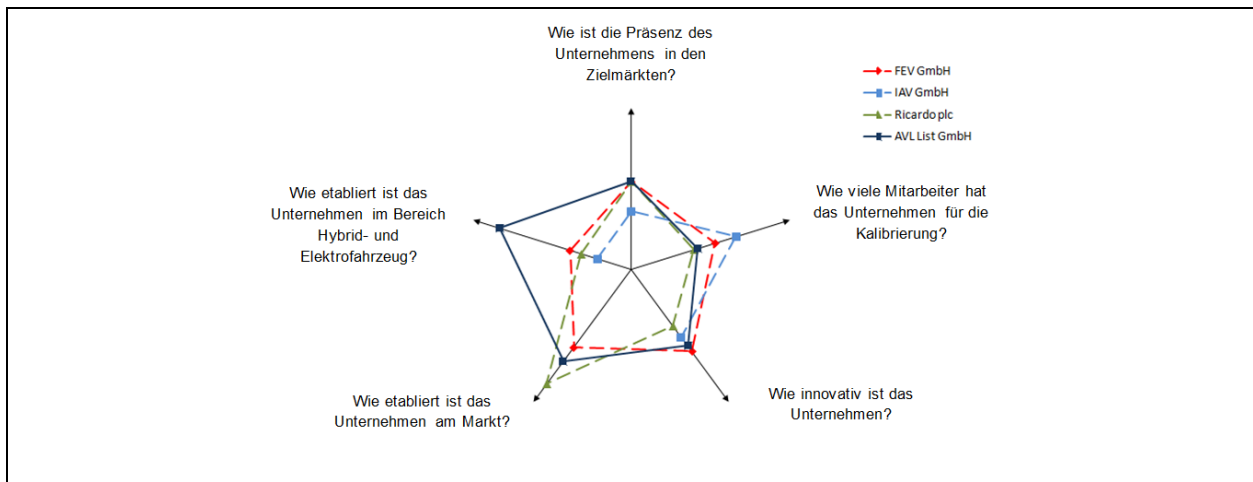 Wie ist die Präsenz des
Unternehmens in den
Zielmärkten?
FEV GmbH
IAV GmbH
Ricardo plc
AVL List GmbH
Wie etabliert ist das
Unternehmen im Bereich
Hybrid- und
Elektrofahrzeug?
Wie viele Mitarbeiter hat
das Unternehmen für die
Kalibrierung?
Wie etabliert ist das
Unternehmen am Markt?
Wie innovativ ist das
Unternehmen?